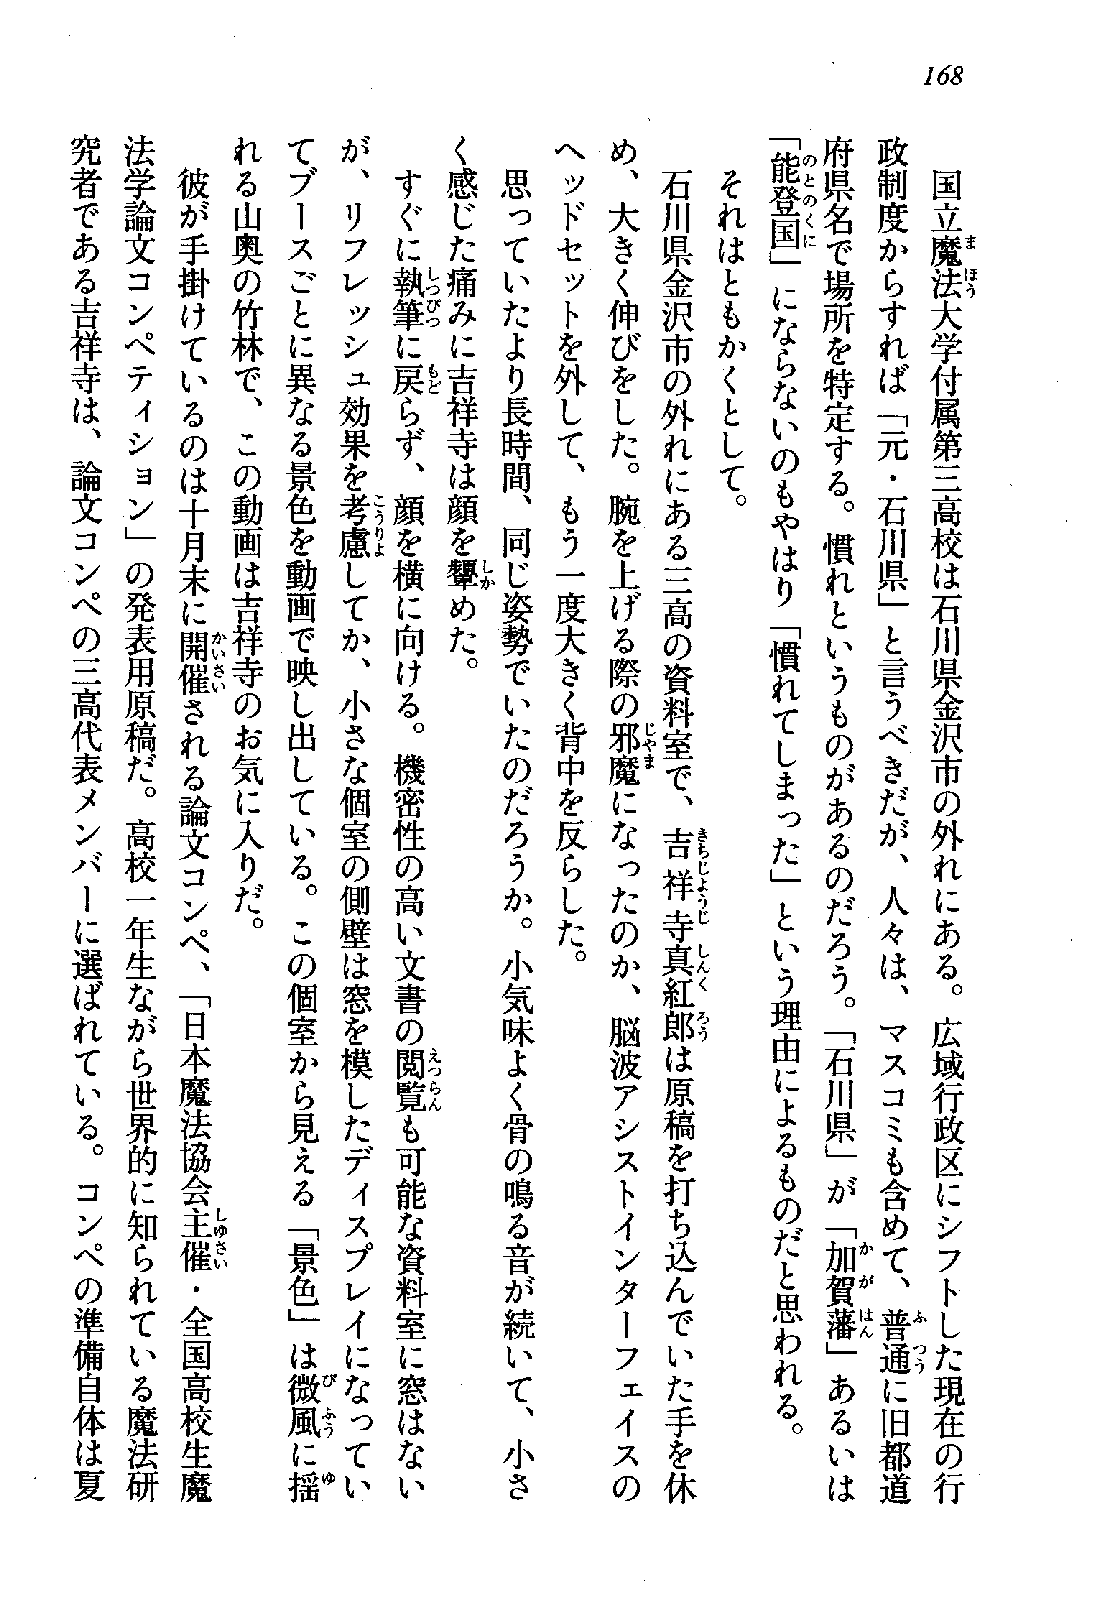 168
国立魔法大学付属第三高校は石川県金沢市の外れにある。広域行政区にシフトした現在の行
政制度からすれば「元・石川県」と言うべきだが、人々は、マスコミも含めて、普通に旧都道
府県名で場所を特定する。慣れというものがあるのだろう。「石川県」が「加賀藩」あるいは
「能登国」にならないのもやはり「慣れてしまった」という理由によるものだと思われる。
それはともかくとして。
石川県金沢市の外れにある三高の資料室で、吉祥寺真紅郎は原稿を打ち込んでいた手を休
め、大きく伸びをした。腕を上げる際の邪魔になったのか、脳波アシストインターフェイスの
ヘッドセットを外して、もう一度大きく背中を反らした。
思っていたより長時間、同じ姿勢でいたのだろうか。小気味よく骨の鳴る音が続いて、小さ
く感じた痛みに吉祥寺は顔を顰めた。
すぐに執筆に戻らず、顔を横に向ける。機密性の高い文書の閲覧も可能な資料室に窓はない
が、リフレッシュ効果を考慮してか、小さな個室の側壁は窓を模したディスプレイになってい
てブースごとに異なる景色を動画で映し出している。この個室から見える「景色」は微風に揺
れる山奥の竹林で、この動画は吉祥寺のお気に入りだ。
彼が手掛けているのは十月末に開催される論文コンペ、「日本魔法協会主催・全国高校生魔
法学論文コンペティション」の発表用原稿だ。高校一年生ながら世界的に知られている魔法研
究者である吉祥寺は、論文コンペの三高代表メンバーに選ばれている。コンペの準備自体は夏